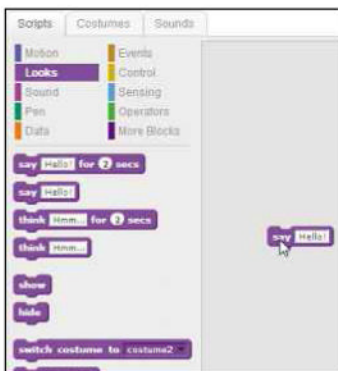 Scripts Costumes Sounds
Motion Events
Looks Control
Sound Sensing
Pen Operators
Data More Blocks
say Hello! for 2 secs
say Hello!
say Hello!
think Hmm... for 2 secs
think Hmm...
show
hide
switch costume to costume2